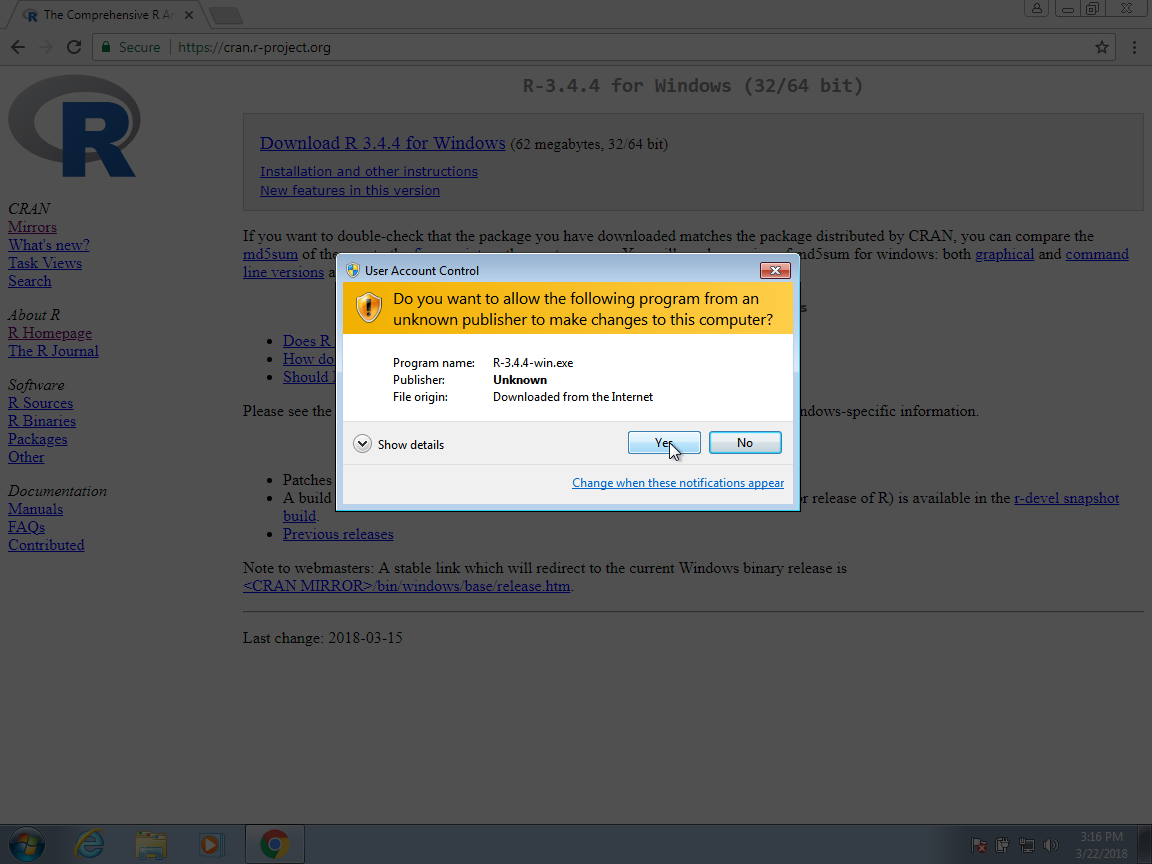 The Comprehensive R Ar
Secure
https://cran.r-project.org
R-3.4.4 for Windows (32/64 bit)
R
Download R 3.4.4 for Windows (62 megabytes, 32/64 bit)
Installation and other instructions
New features in this version
CRAN
Mirrors
What's new?
Task Views
Search
About R
R Homepage
The R Journal
Software
R Sources
R Binaries
Packages
Other
Documentation
Manuals
FAQs
Contributed
If you want to double-check that the package you have downloaded matches the package distributed by CRAN, you can compare the
md5sum of the md5sum for windows: both graphical and command
line versions a
User Account Control
Do you want to allow the following program from an
unknown publisher to make changes to this computer?
Program name: R-3.4.4-win.exe
Publisher: Unknown
File origin: Downloaded from the Internet
Show details
Yes
No
Change when these notifications appear
s
Does R
How do
Should I
Please see the ndows-specific information.
Patches
A build r release of R) is available in the r-devel snapshot
build.
Previous releases
Note to webmasters: A stable link which will redirect to the current Windows binary release is
<CRAN MIRROR>/bin/windows/base/release.htm.
Last change: 2018-03-15
3:16 PM
3/22/2018